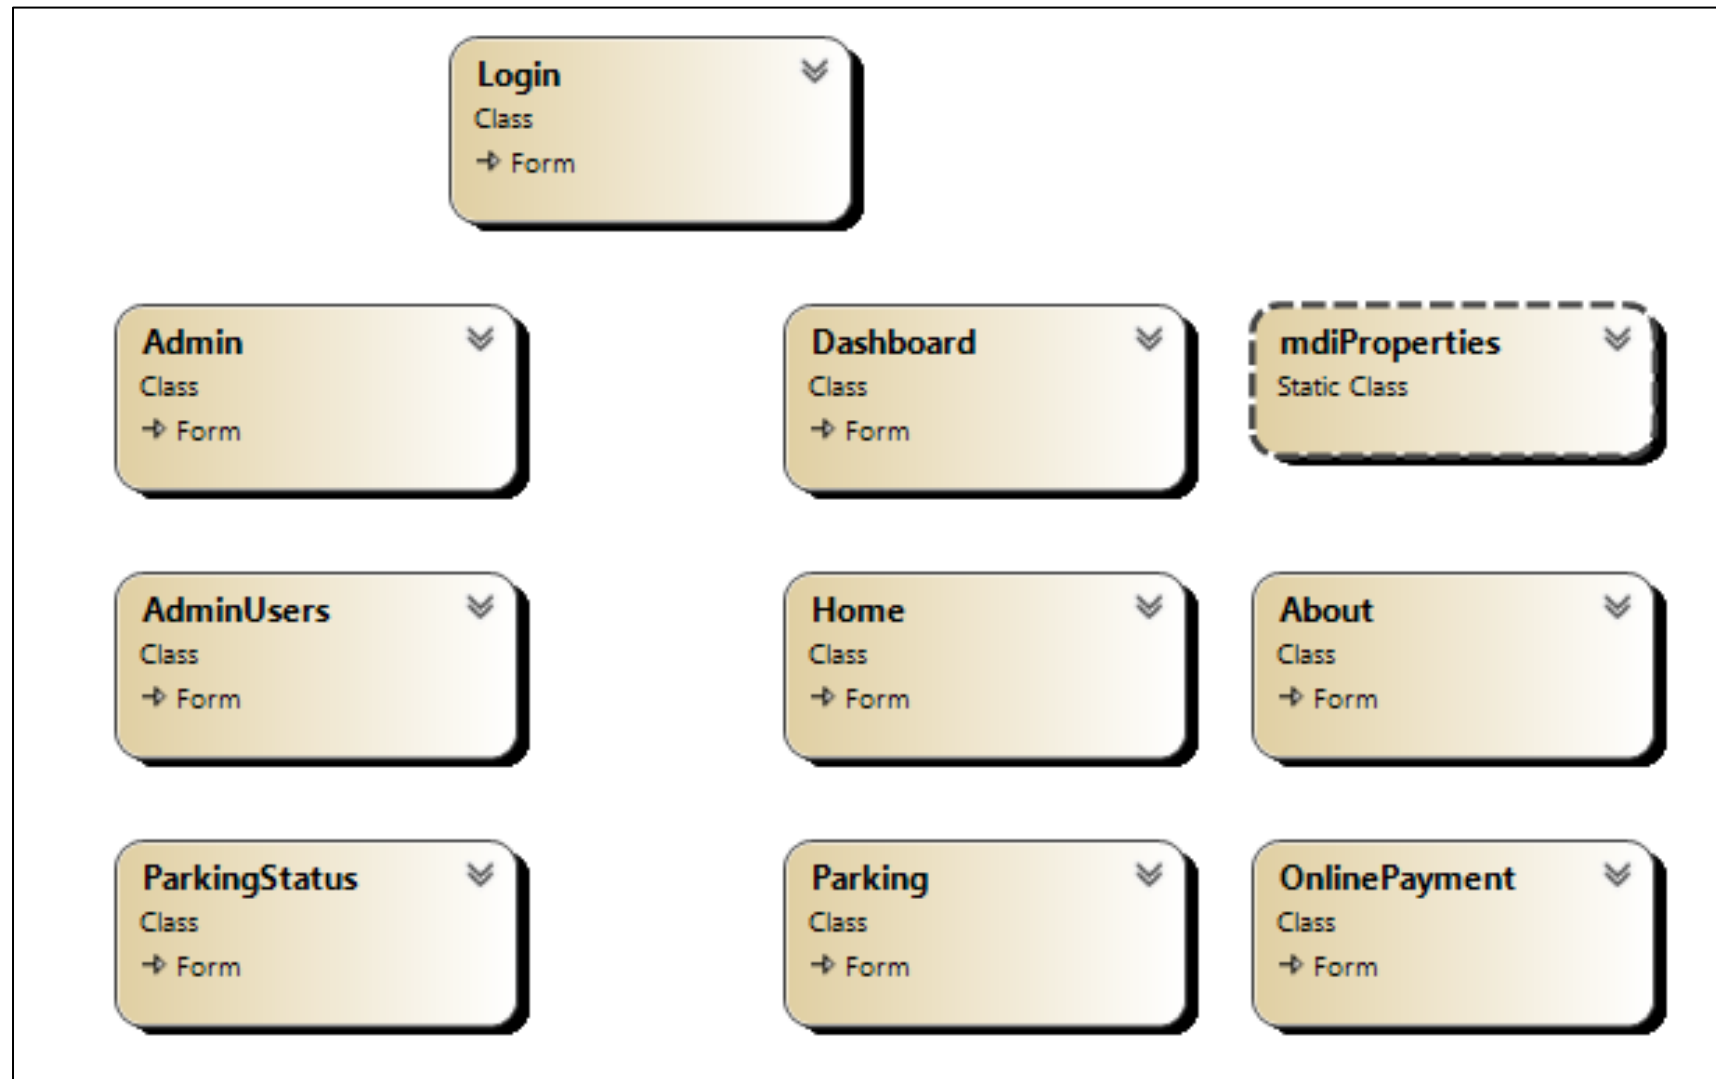 Login
Class
Form
Admin
Class
Form
Dashboard
Class
Form
mdiProperties
Static Class
AdminUsers
Class
Form
Home
Class
Form
About
Class
Form
ParkingStatus
Class
Form
Parking
Class
Form
OnlinePayment
Class
Form